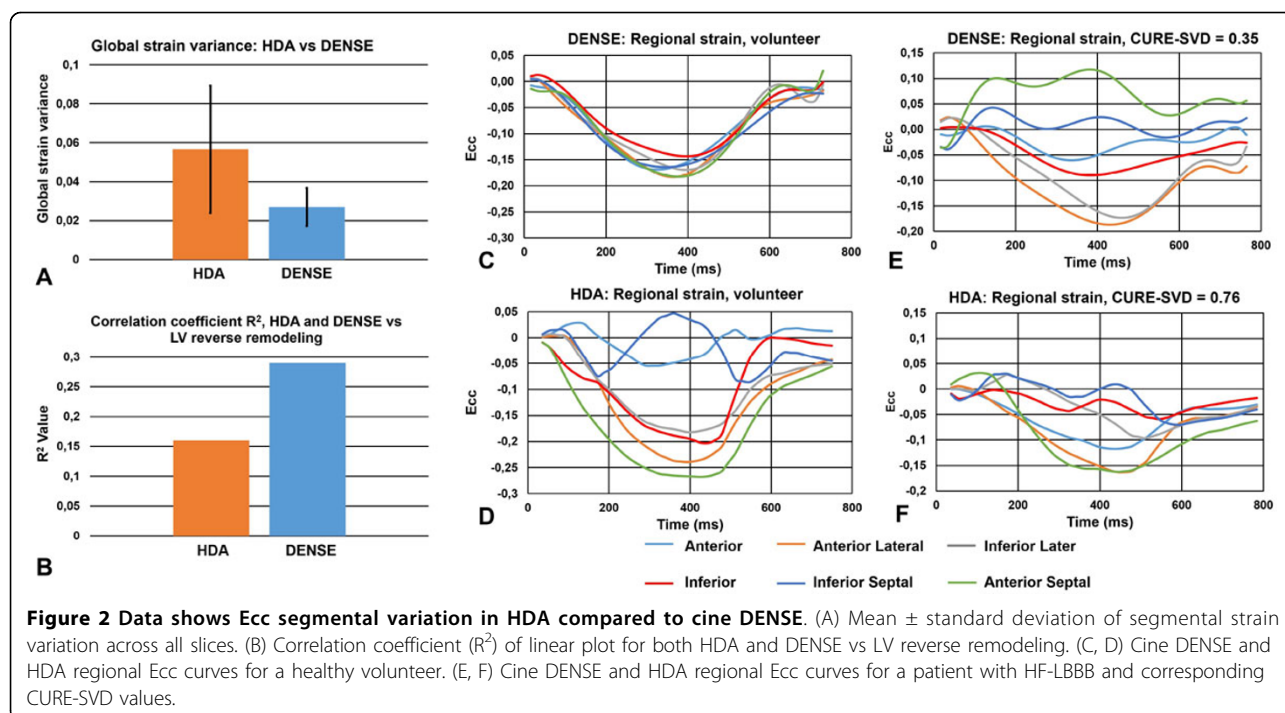 Global strain variance: HDA vs DENSE
0,1
0,08
0,06
0,04
0,02
0
Global strain variance
HDA
DENSE
A
Correlation coefficient R², HDA and DENSE vs
LV reverse remodeling
0,3
0,25
0,2
0,15
0,1
0,05
0
R² Value
HDA
DENSE
B
DENSE: Regional strain, volunteer
0,05
0,00
-0,05
-0,10
-0,15
-0,20
-0,25
-0,30
Ecc
0
200
400
600
800
Time (ms)
C
HDA: Regional strain, volunteer
0,05
0
-0,05
-0,1
-0,15
-0,2
-0,25
-0,3
Ecc
0
200
400
600
800
Time (ms)
D
DENSE: Regional strain, CURE-SVD = 0.35
0,15
0,10
0,05
0,00
-0,05
-0,10
-0,15
-0,20
Ecc
0
200
400
600
800
Time (ms)
E
HDA: Regional strain, CURE-SVD = 0.76
0,15
0,1
0,05
0
-0,05
-0,1
-0,15
-0,2
Ecc
0
200
400
600
800
Time (ms)
F
Anterior
Anterior Lateral
Inferior Later
Inferior
Inferior Septal
Anterior Septal
Figure 2 Data shows Ecc segmental variation in HDA compared to cine DENSE. (A) Mean ± standard deviation of segmental strain
variation across all slices. (B) Correlation coefficient (R²) of linear plot for both HDA and DENSE vs LV reverse remodeling. (C, D) Cine DENSE and
HDA regional Ecc curves for a healthy volunteer. (E, F) Cine DENSE and HDA regional Ecc curves for a patient with HF-LBBB and corresponding
CURE-SVD values.